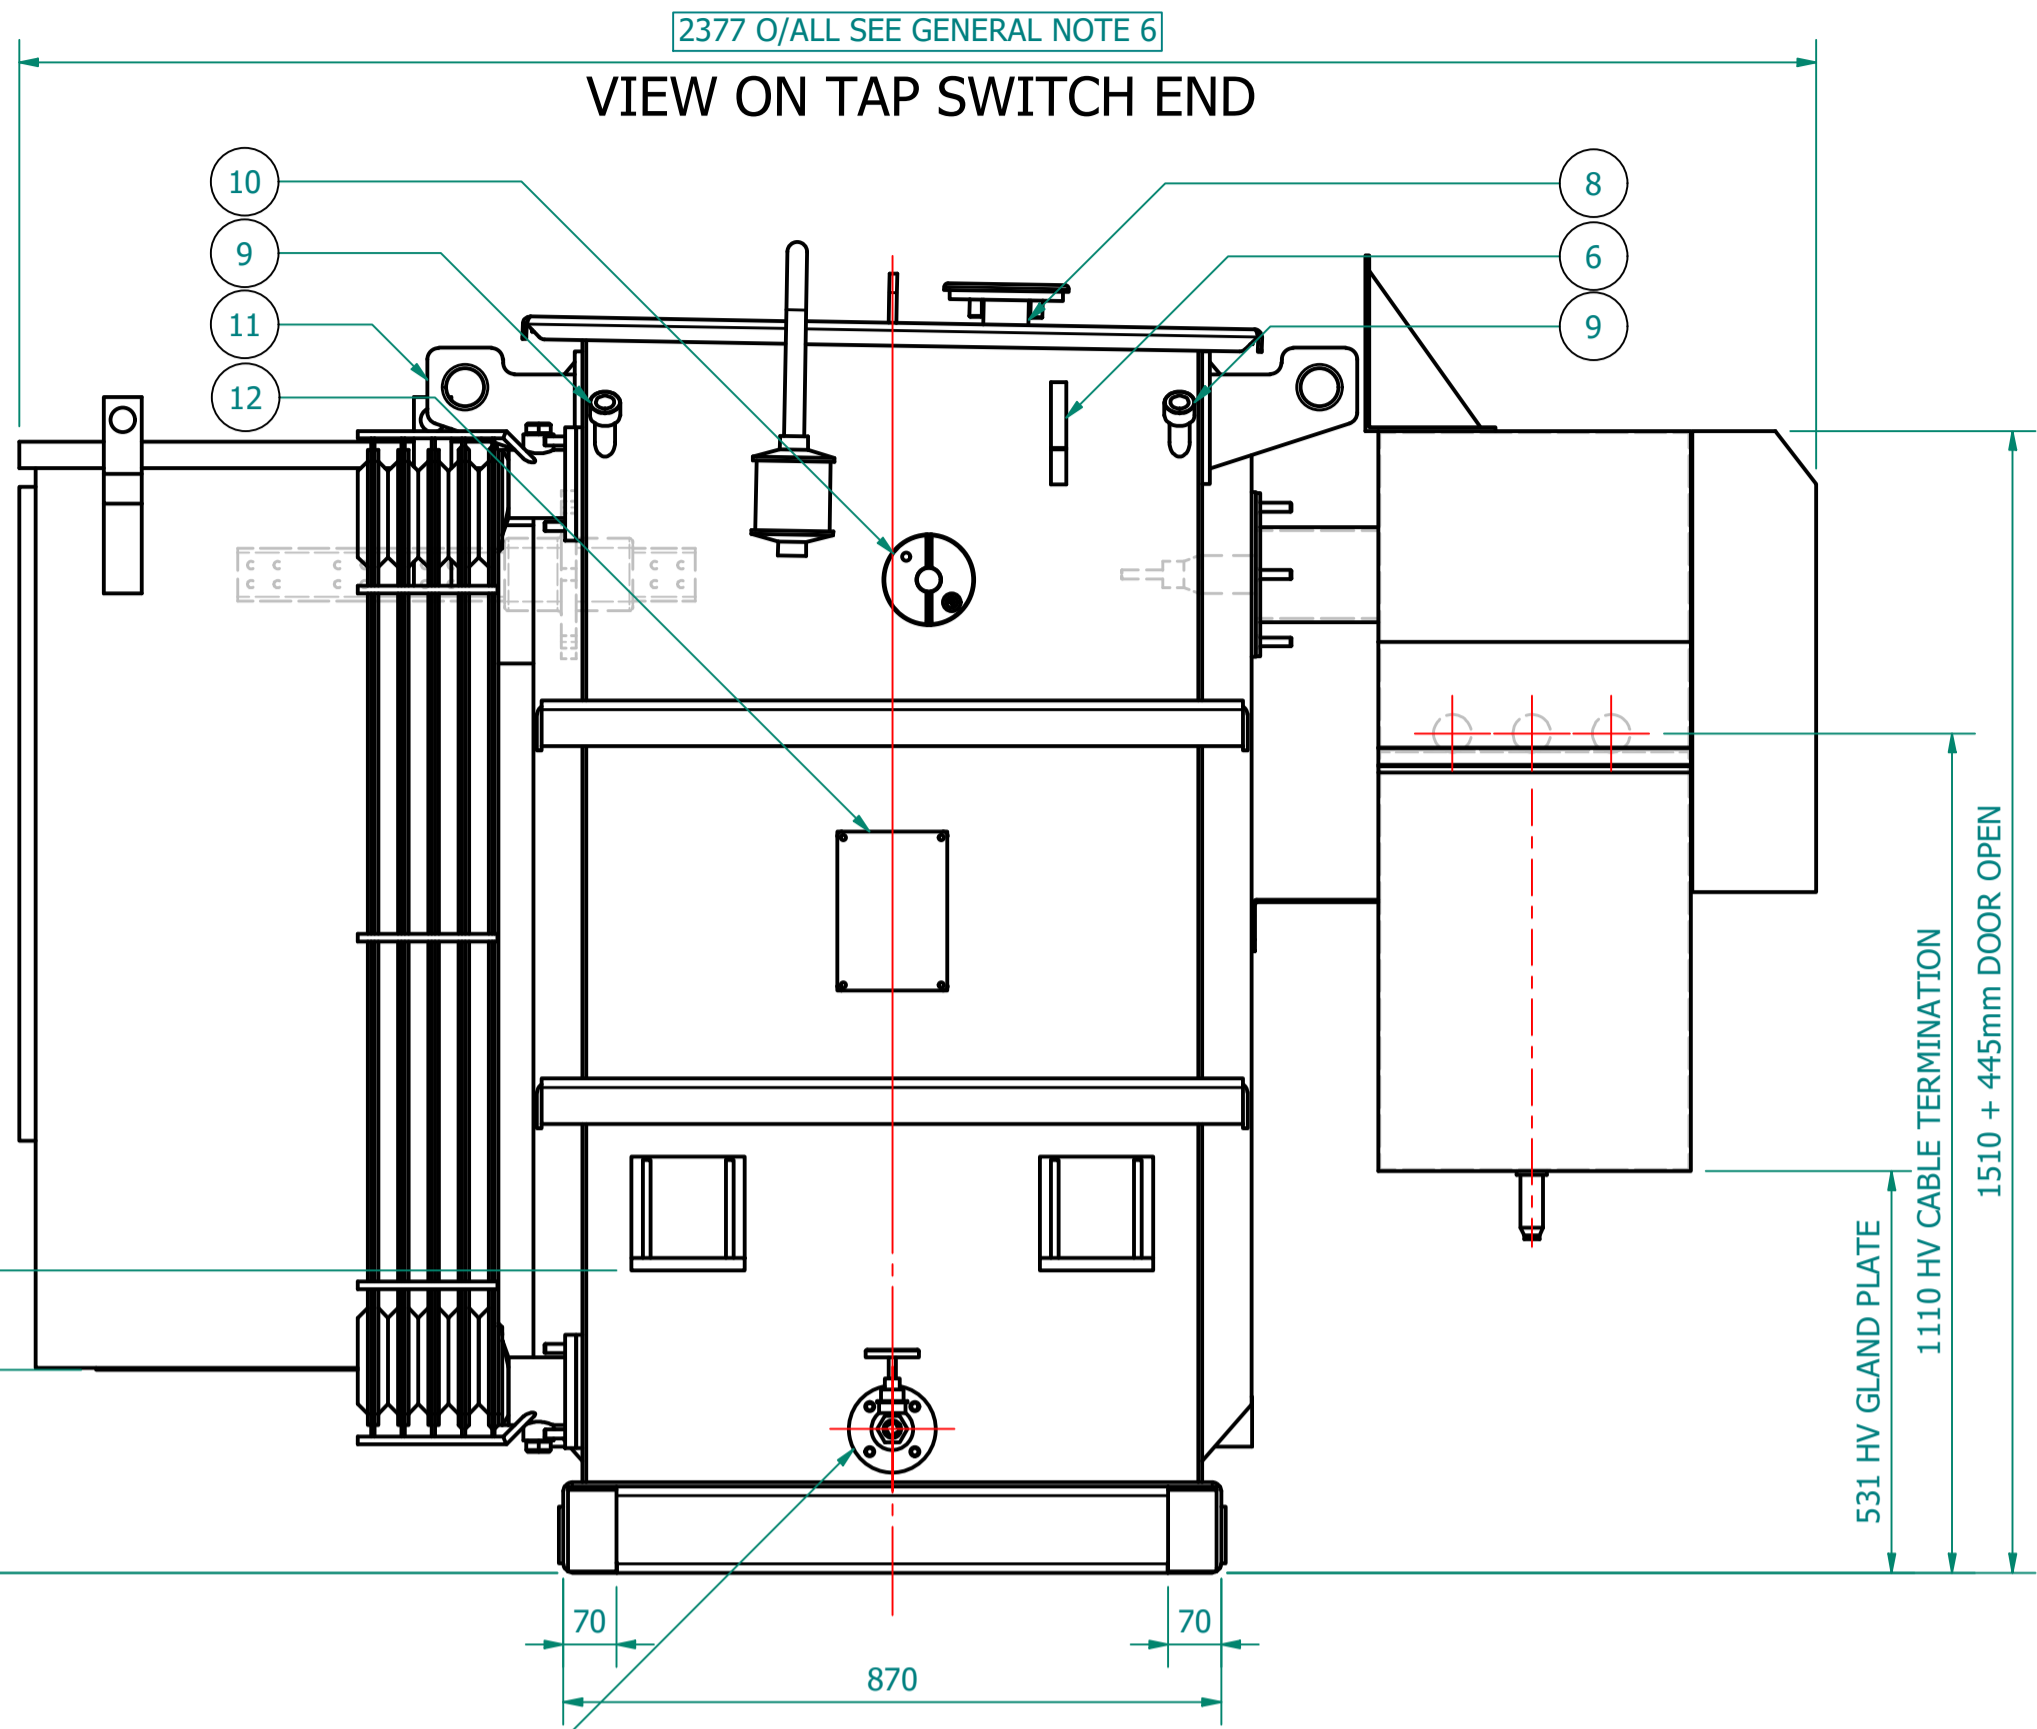 2377 O/ALL SEE GENERAL NOTE 6
VIEW ON TAP SWITCH END
10
9
11
12
8
6
9
531 HV GLAND PLATE
1110 HV CABLE TERMINATION
1510 + 445mm DOOR OPEN
70
70
870